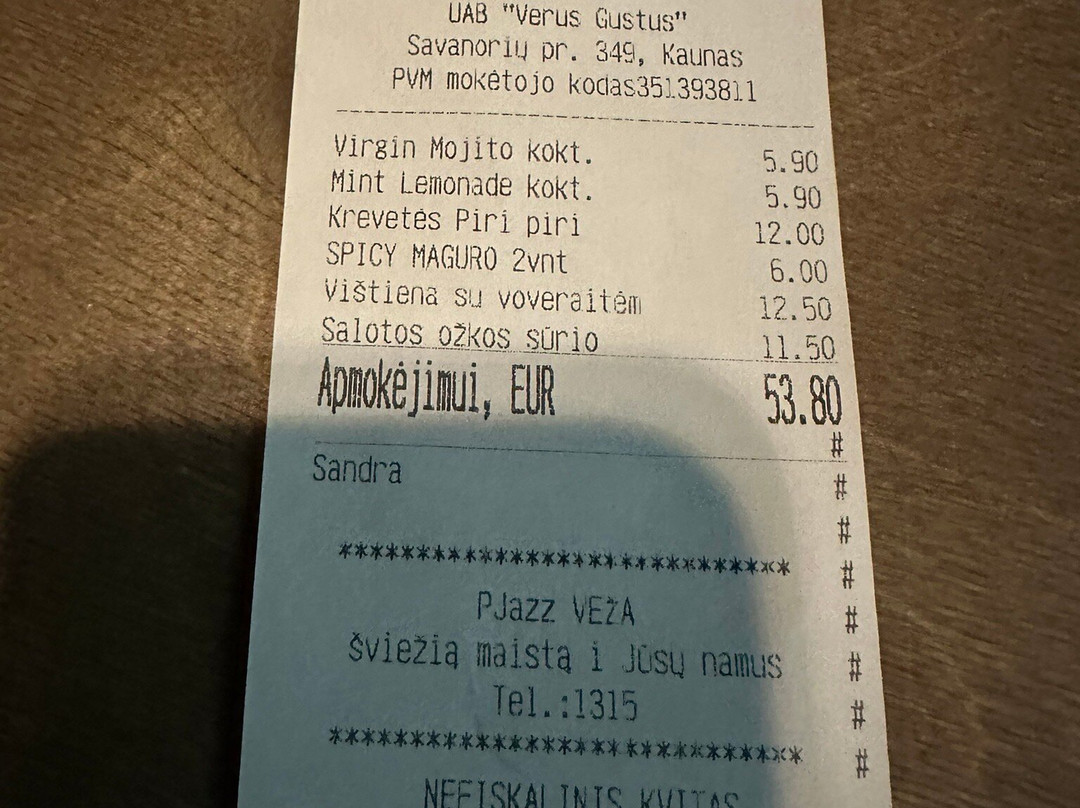 UAB "Verus Gustus"
Savanorių pr. 349, Kaunas
PVM mokėtojo kodas351393811
Virgin Mojito kokt. 5.90
Mint Lemonade kokt. 5.90
Krevetės Piri piri 12.00
SPICY MAGURO 2vnt 6.00
Vištiena su voveraitėm 12.50
Salotos ožkos sūrio 11.50
Apmokėjimui, EUR 53.80
#
Sandra #
#
***************************** #
PJazz VEŽA #
šviežią maistą i Jūsų namus #
Tel.:1315 #
***************************** #
NEFISKALINIS KVITAS